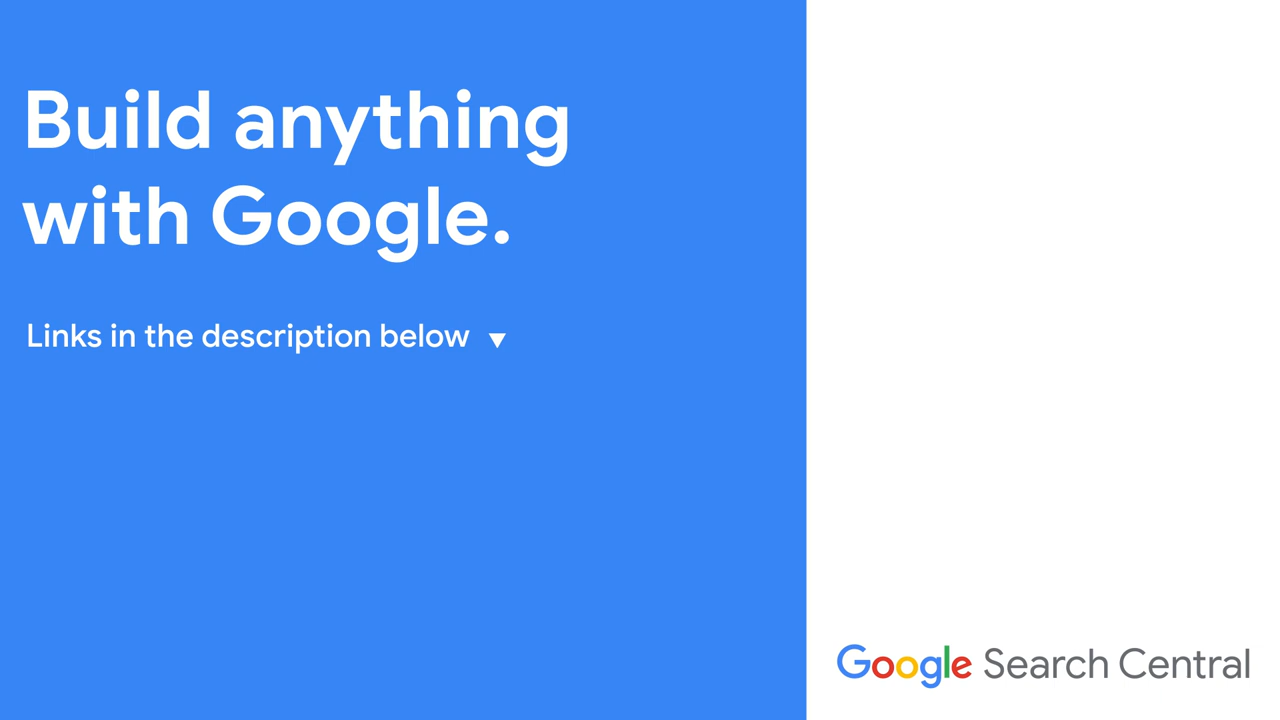 Build anything
with Google.
Links in the description below ▼
Google Search Central